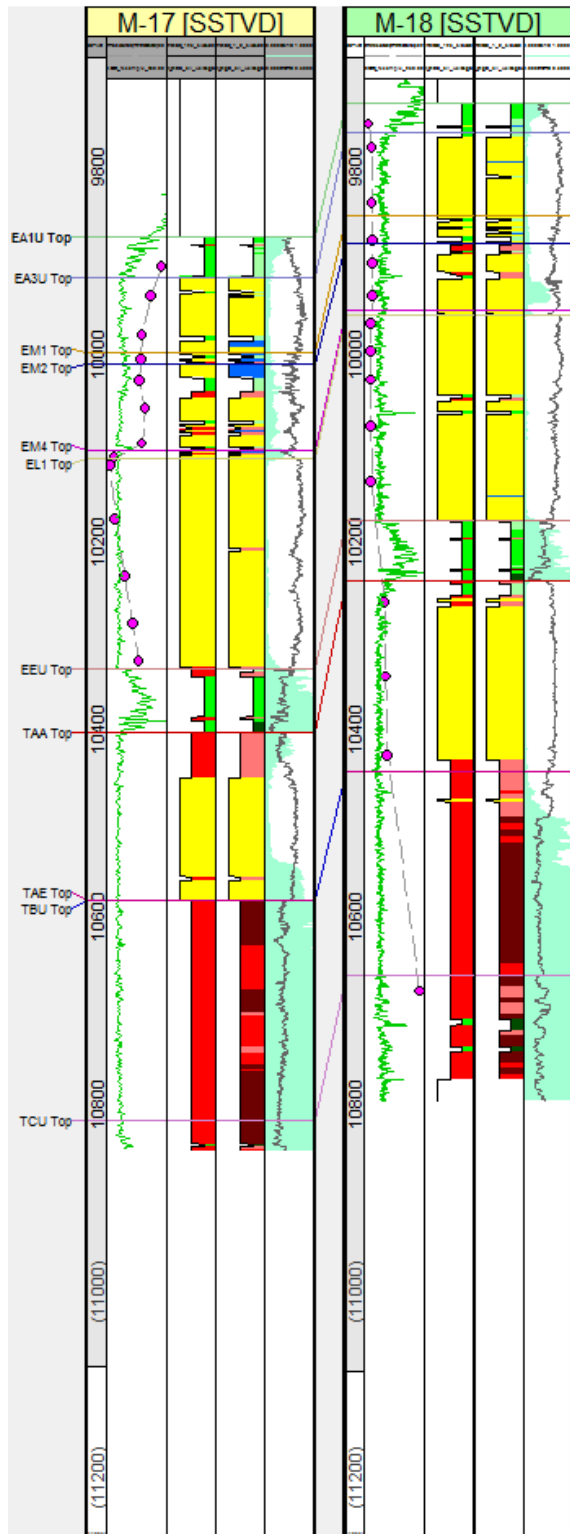 M-17 [SSTVD]
M-18 [SSTVD]
9800
9800
EA1U Top
EA3U Top
EM1 Top
10000
10000
EM2 Top
EM4 Top
EL1 Top
10200
10200
EEU Top
10400
10400
TAA Top
TAE Top
10600
10600
TBU Top
10800
10800
TCU Top
(11000)
(11000)
(11200)
(11200)